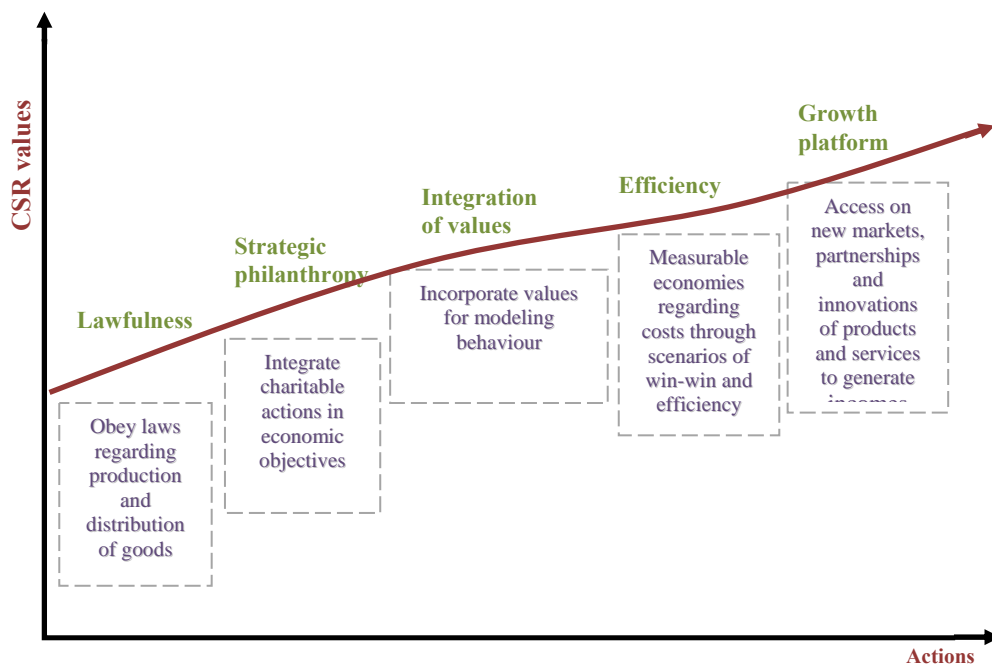 CSR values
Growth
platform
Efficiency
Integration
of values
Strategic
philanthropy
Lawfulness
Access on
new markets,
partnerships
and
innovations
of products
and services
to generate
Measurable
economies
regarding
costs through
scenarios of
win-win and
efficiency
Incorporate values
for modeling
behaviour
Integrate
charitable
actions in
economic
objectives
Obey laws
regarding
production
and
distribution
of goods
Actions